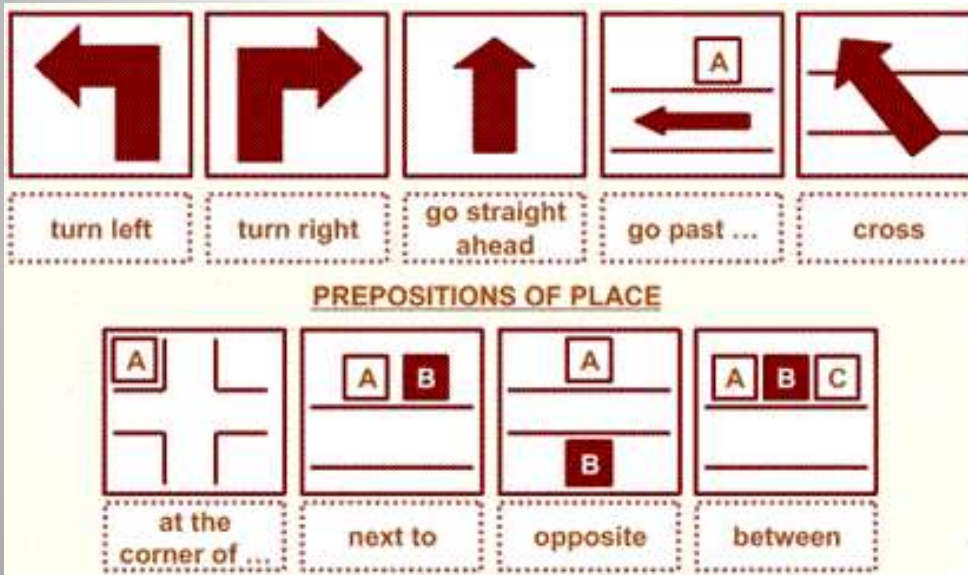 A
turn left
turn right
go straight
ahead
go past ...
cross
PREPOSITIONS OF PLACE
A
A B
A
B
A B C
at the
corner of ...
next to
opposite
between